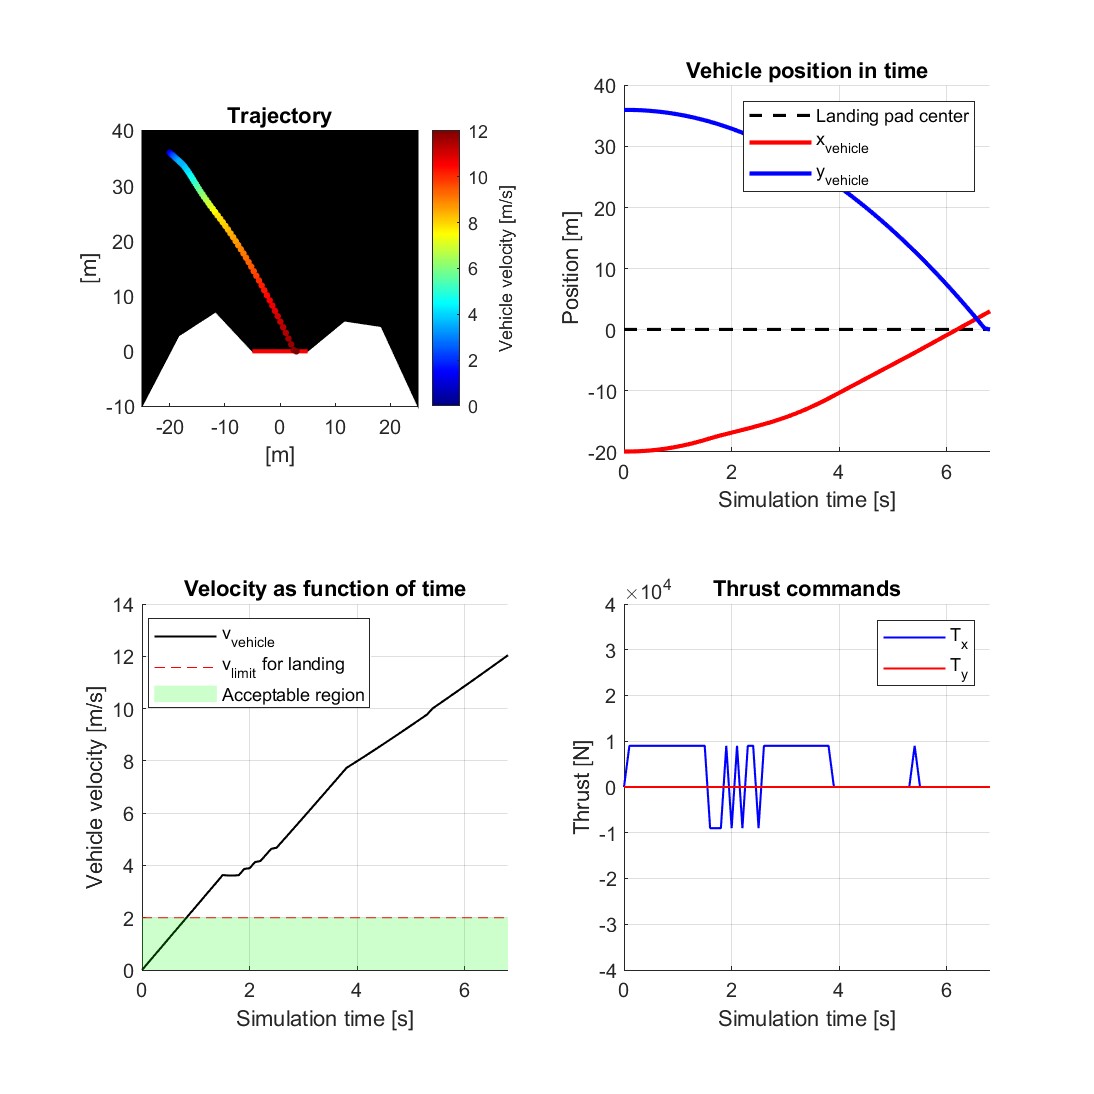 Trajectory
40
30
20
10
0
-10
-20
-10
0
10
20
[m]
[m]
12
10
8
6
4
2
0
Vehicle velocity [m/s]
Vehicle position in time
40
30
20
10
0
-10
-20
0
2
4
6
Simulation time [s]
Position [m]
Landing pad center
x_vehicle
y_vehicle
Velocity as function of time
14
12
10
8
6
4
2
0
0
2
4
6
Simulation time [s]
Vehicle velocity [m/s]
v_vehicle
v_limit for landing
Acceptable region
Thrust commands
×10^4
4
3
2
1
0
-1
-2
-3
-4
0
2
4
6
Simulation time [s]
Thrust [N]
T_x
T_y